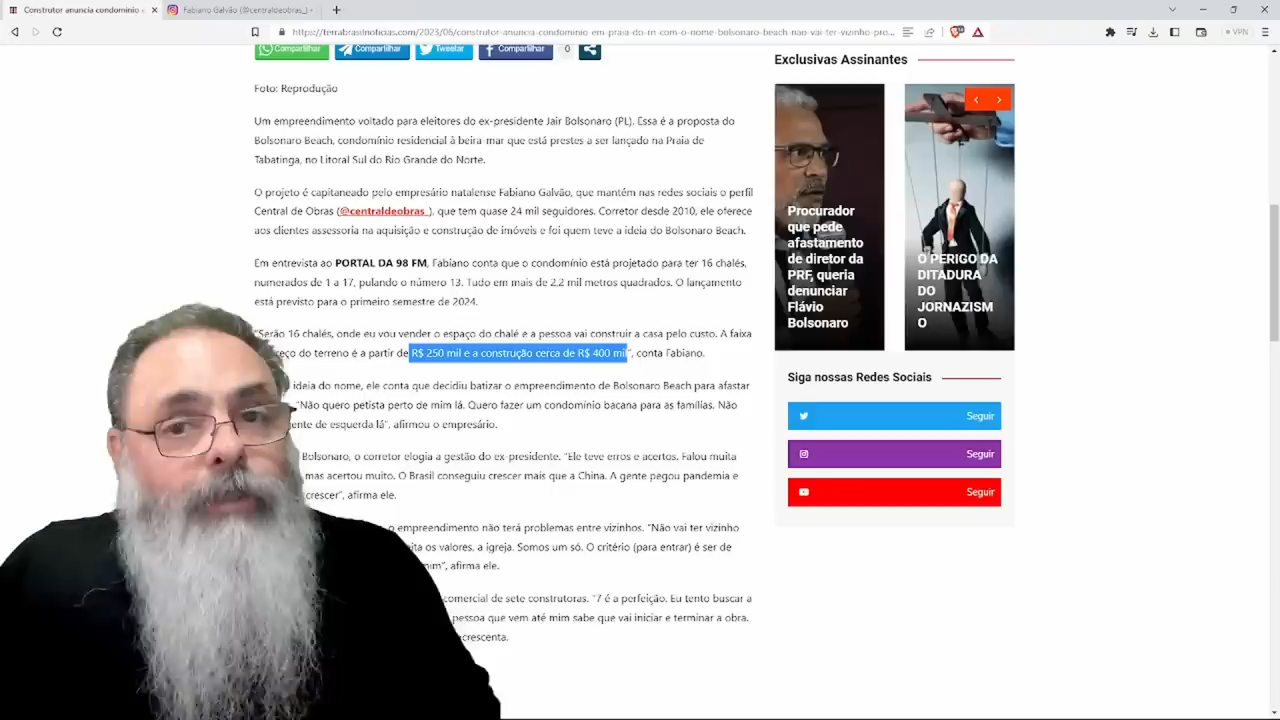 Construtor anuncia condomínio e
Fabiano Galvão (@centraldeobras_) •
https://terrabrasilnoticias.com/2023/06/construtor-anuncia-condominio-em-praia-do-rn-com-o-nome-bolsonaro-beach-nao-vai-ter-vizinho-pro...
VPN
Compartilhar
Compartilhar
Tweetar
Compartilhar
0
Foto: Reprodução
Um empreendimento voltado para eleitores do ex-presidente Jair Bolsonaro (PL). Essa é a proposta do
Bolsonaro Beach, condomínio residencial à beira-mar que está prestes a ser lançado na Praia de
Tabatinga, no Litoral Sul do Rio Grande do Norte.
O projeto é capitaneado pelo empresário natalense Fabiano Galvão, que mantém nas redes sociais o perfil
Central de Obras (@centraldeobras_), que tem quase 24 mil seguidores. Corretor desde 2010, ele oferece
aos clientes assessoria na aquisição e construção de imóveis e foi quem teve a ideia do Bolsonaro Beach.
Em entrevista ao PORTAL DA 98 FM, Fabiano conta que o condomínio está projetado para ter 16 chalés,
numerados de 1 a 17, pulando o número 13. Tudo em mais de 2,2 mil metros quadrados. O lançamento
está previsto para o primeiro semestre de 2024.
"Serão 16 chalés, onde eu vou vender o espaço do chalé e a pessoa vai construir a casa pelo custo. A faixa
reço do terreno é a partir de R$ 250 mil e a construção cerca de R$ 400 mil", conta Fabiano.
ideia do nome, ele conta que decidiu batizar o empreendimento de Bolsonaro Beach para afastar
"Não quero petista perto de mim lá. Quero fazer um condomínio bacana para as famílias. Não
ente de esquerda lá", afirmou o empresário.
Bolsonaro, o corretor elogia a gestão do ex-presidente. "Ele teve erros e acertos. Falou muita
mas acertou muito. O Brasil conseguiu crescer mais que a China. A gente pegou pandemia e
crescer", afirma ele.
o empreendimento não terá problemas entre vizinhos. "Não vai ter vizinho
ita os valores, a igreja. Somos um só. O critério (para entrar) é ser de
mim", afirma ele.
comercial de sete construtoras. "7 é a perfeição. Eu tento buscar a
pessoa que vem até mim sabe que vai iniciar e terminar a obra.
crescenta.
Exclusivas Assinantes
Procurador
que pede
afastamento
de diretor da
PRF, queria
denunciar
Flávio
Bolsonaro
O PERIGO DA
DITADURA
DO
JORNAZISM
O
Siga nossas Redes Sociais
Seguir
Seguir
Seguir